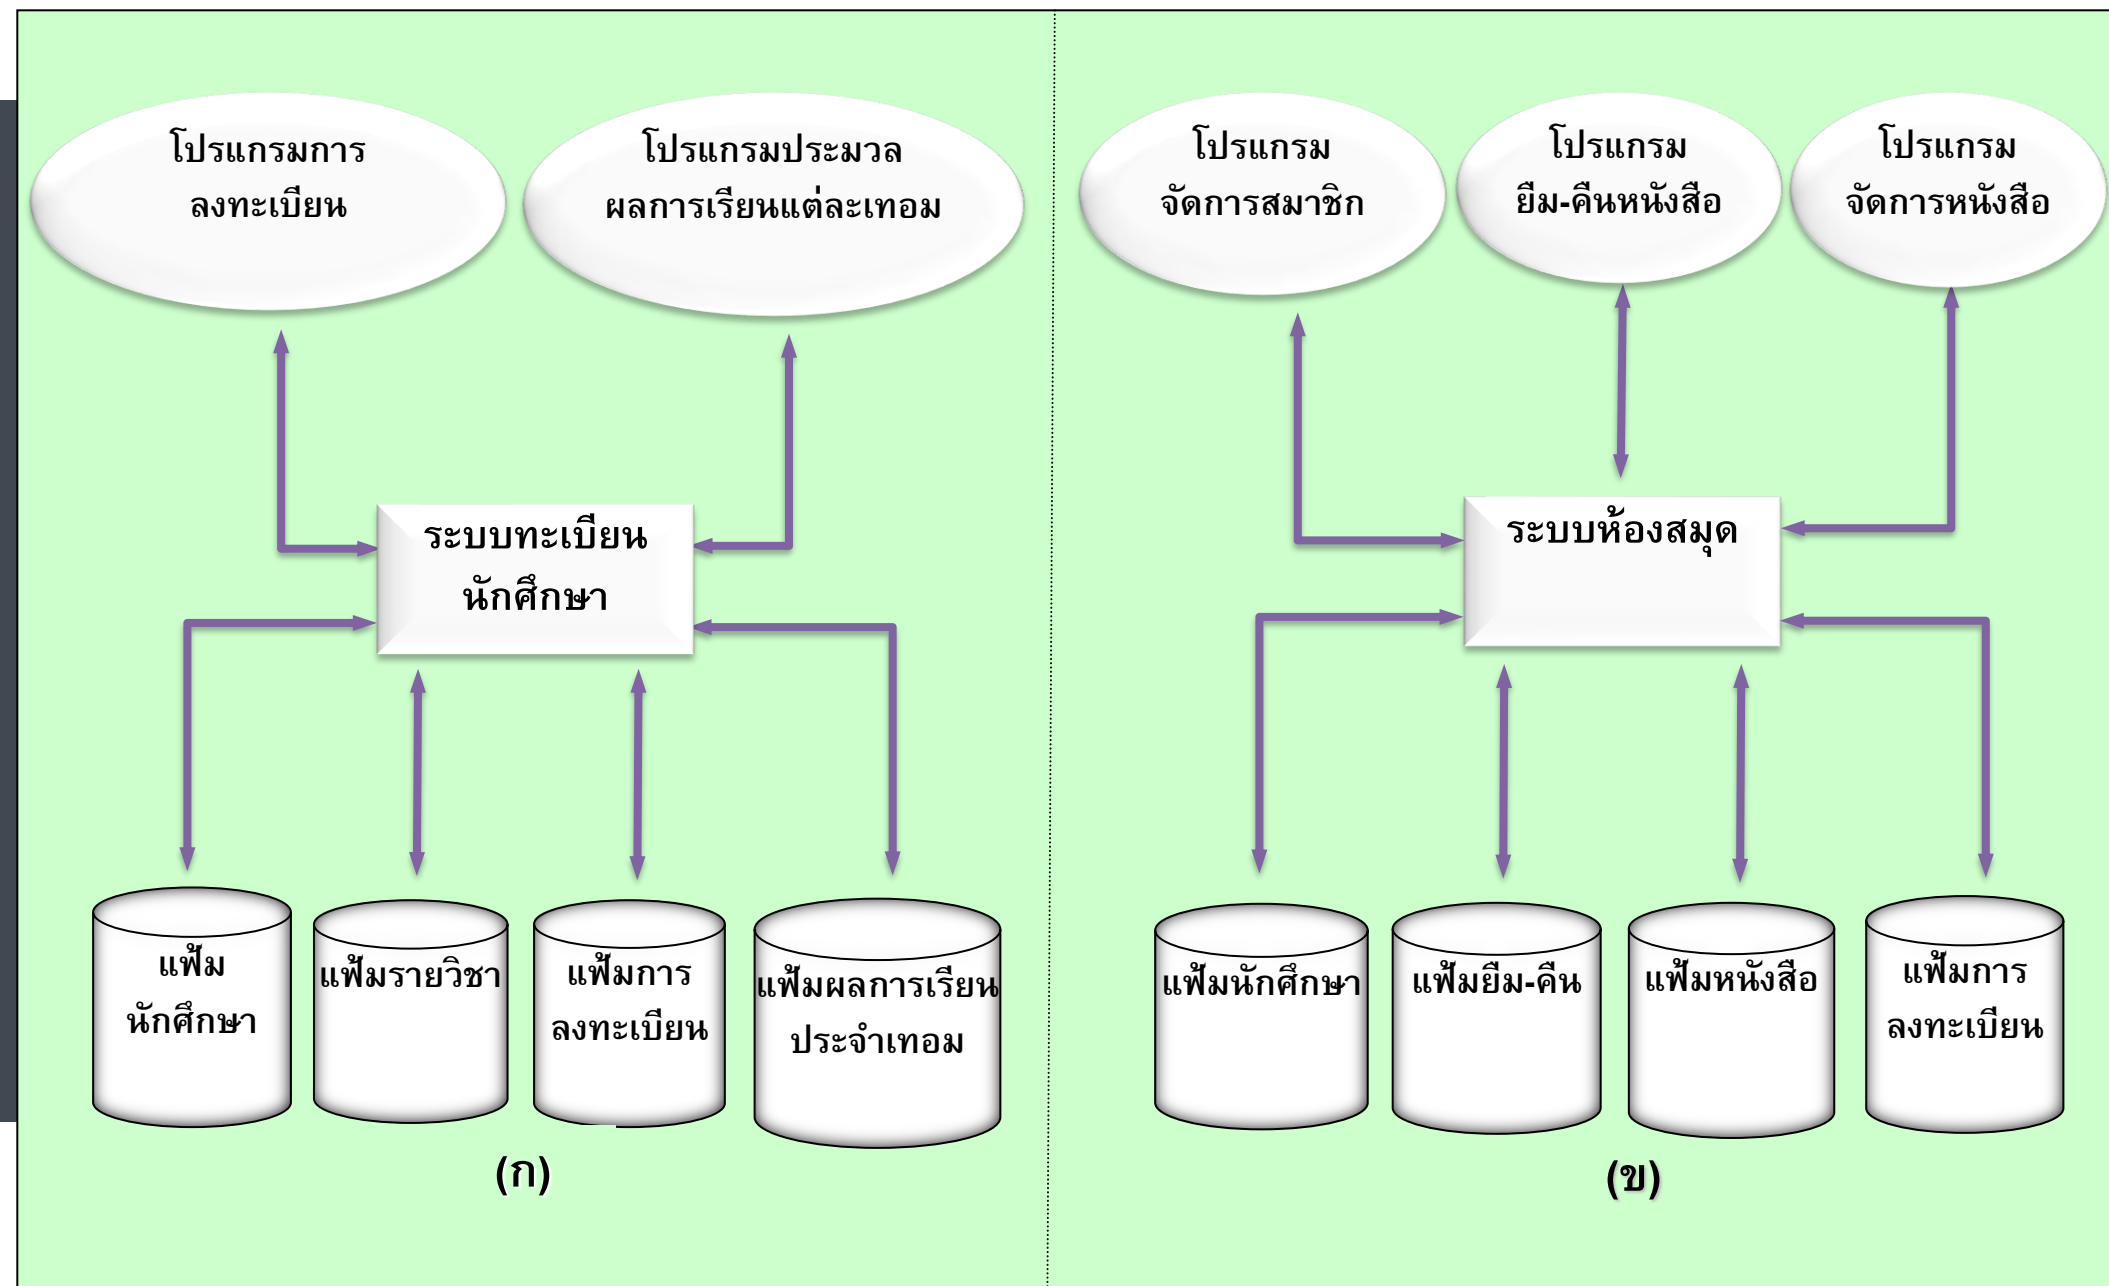 โปรแกรมการ
ลงทะเบียน
โปรแกรมประมวล
ผลการเรียนแต่ละเทอม
ระบบทะเบียน
นักศึกษา
แฟ้ม
นักศึกษา
แฟ้มรายวิชา
แฟ้มการ
ลงทะเบียน
แฟ้มผลการเรียน
ประจำเทอม
(ก)
โปรแกรม
จัดการสมาชิก
โปรแกรม
ยืม-คืนหนังสือ
โปรแกรม
จัดการหนังสือ
ระบบห้องสมุด
แฟ้มนักศึกษา
แฟ้มยืม-คืน
แฟ้มหนังสือ
แฟ้มการ
ลงทะเบียน
(ข)